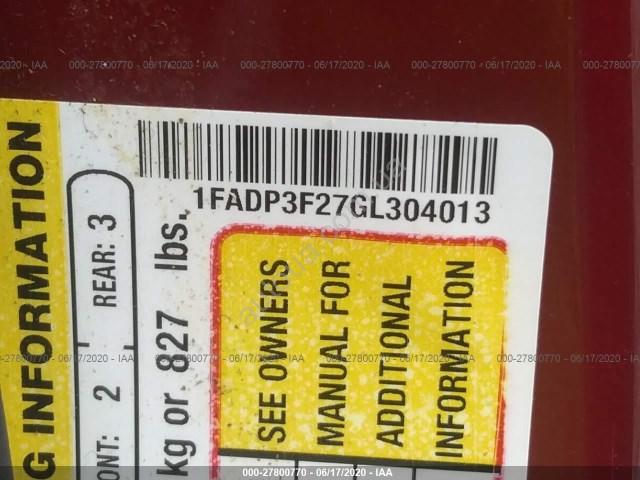 000-27800770 - 06/17/2020 - IAA
000-27800770 - 06/17/2020 - IAA
000-27800770 - 06/17/2020 - IAA
1FADP3F27GL304013
G INFORMATION
ONT: 2
REAR: 3
kg or 827 lbs.
SEE OWNERS
MANUAL FOR
ADDITIONAL
INFORMATION
000-27800770 - 06/17/2020 - IAA
000-27800770 - 06/17/2020 - IAA
000-27800770 - 06/17/2020 - IAA
000-27800770 - 06/17/2020 - IAA